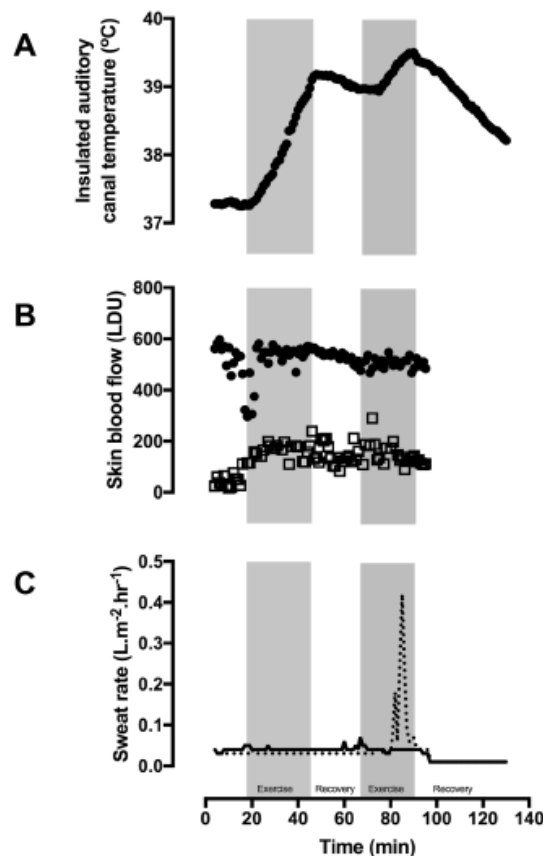 A
Insulated auditory
canal temperature (°C)
40
39
38
37
B
Skin blood flow (LDU)
800
600
400
200
0
C
Sweat rate (L.m⁻².hr⁻¹)
0.5
0.4
0.3
0.2
0.1
0.0
Exercise Recovery Exercise Recovery
0 20 40 60 80 100 120 140
Time (min)